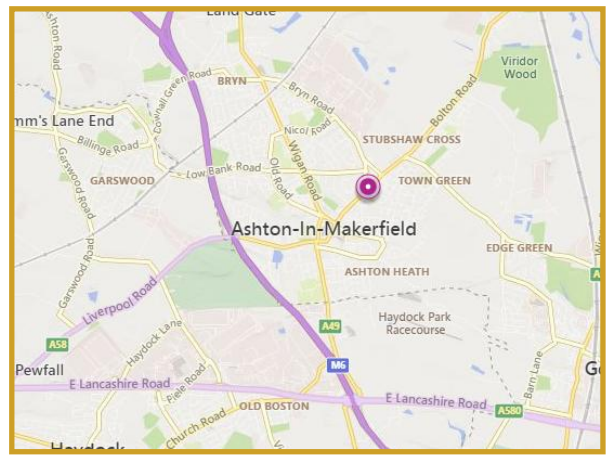 Land Gate
Ashton Road
Viridor
Wood
Downall Green Road
BRYN
Bryn Road
Bolton Road
mm's Lane End
Nicol Road
STUBSHAW CROSS
Billinge Road
Wigan Road
Low Bank Road
Old Road
GARSWOOD
TOWN GREEN
Garswood Road
Ashton-In-Makerfield
EDGE GREEN
Garswood Road
ASHTON HEATH
A
Liverpool Road
Haydock Park
Racecourse
A49
Haydock Lane
A58
M6
Pewfall
G
Barn Lane
E Lancashire Road
Piele Road
E Lancashire Road
OLD BOSTON
A580
Church Road
Haydock